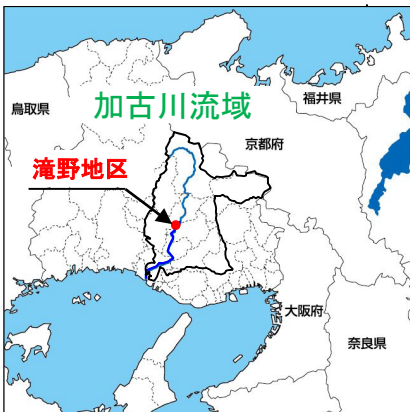 鳥取県
加古川流域
福井県
京都府
滝野地区
大阪府
奈良県